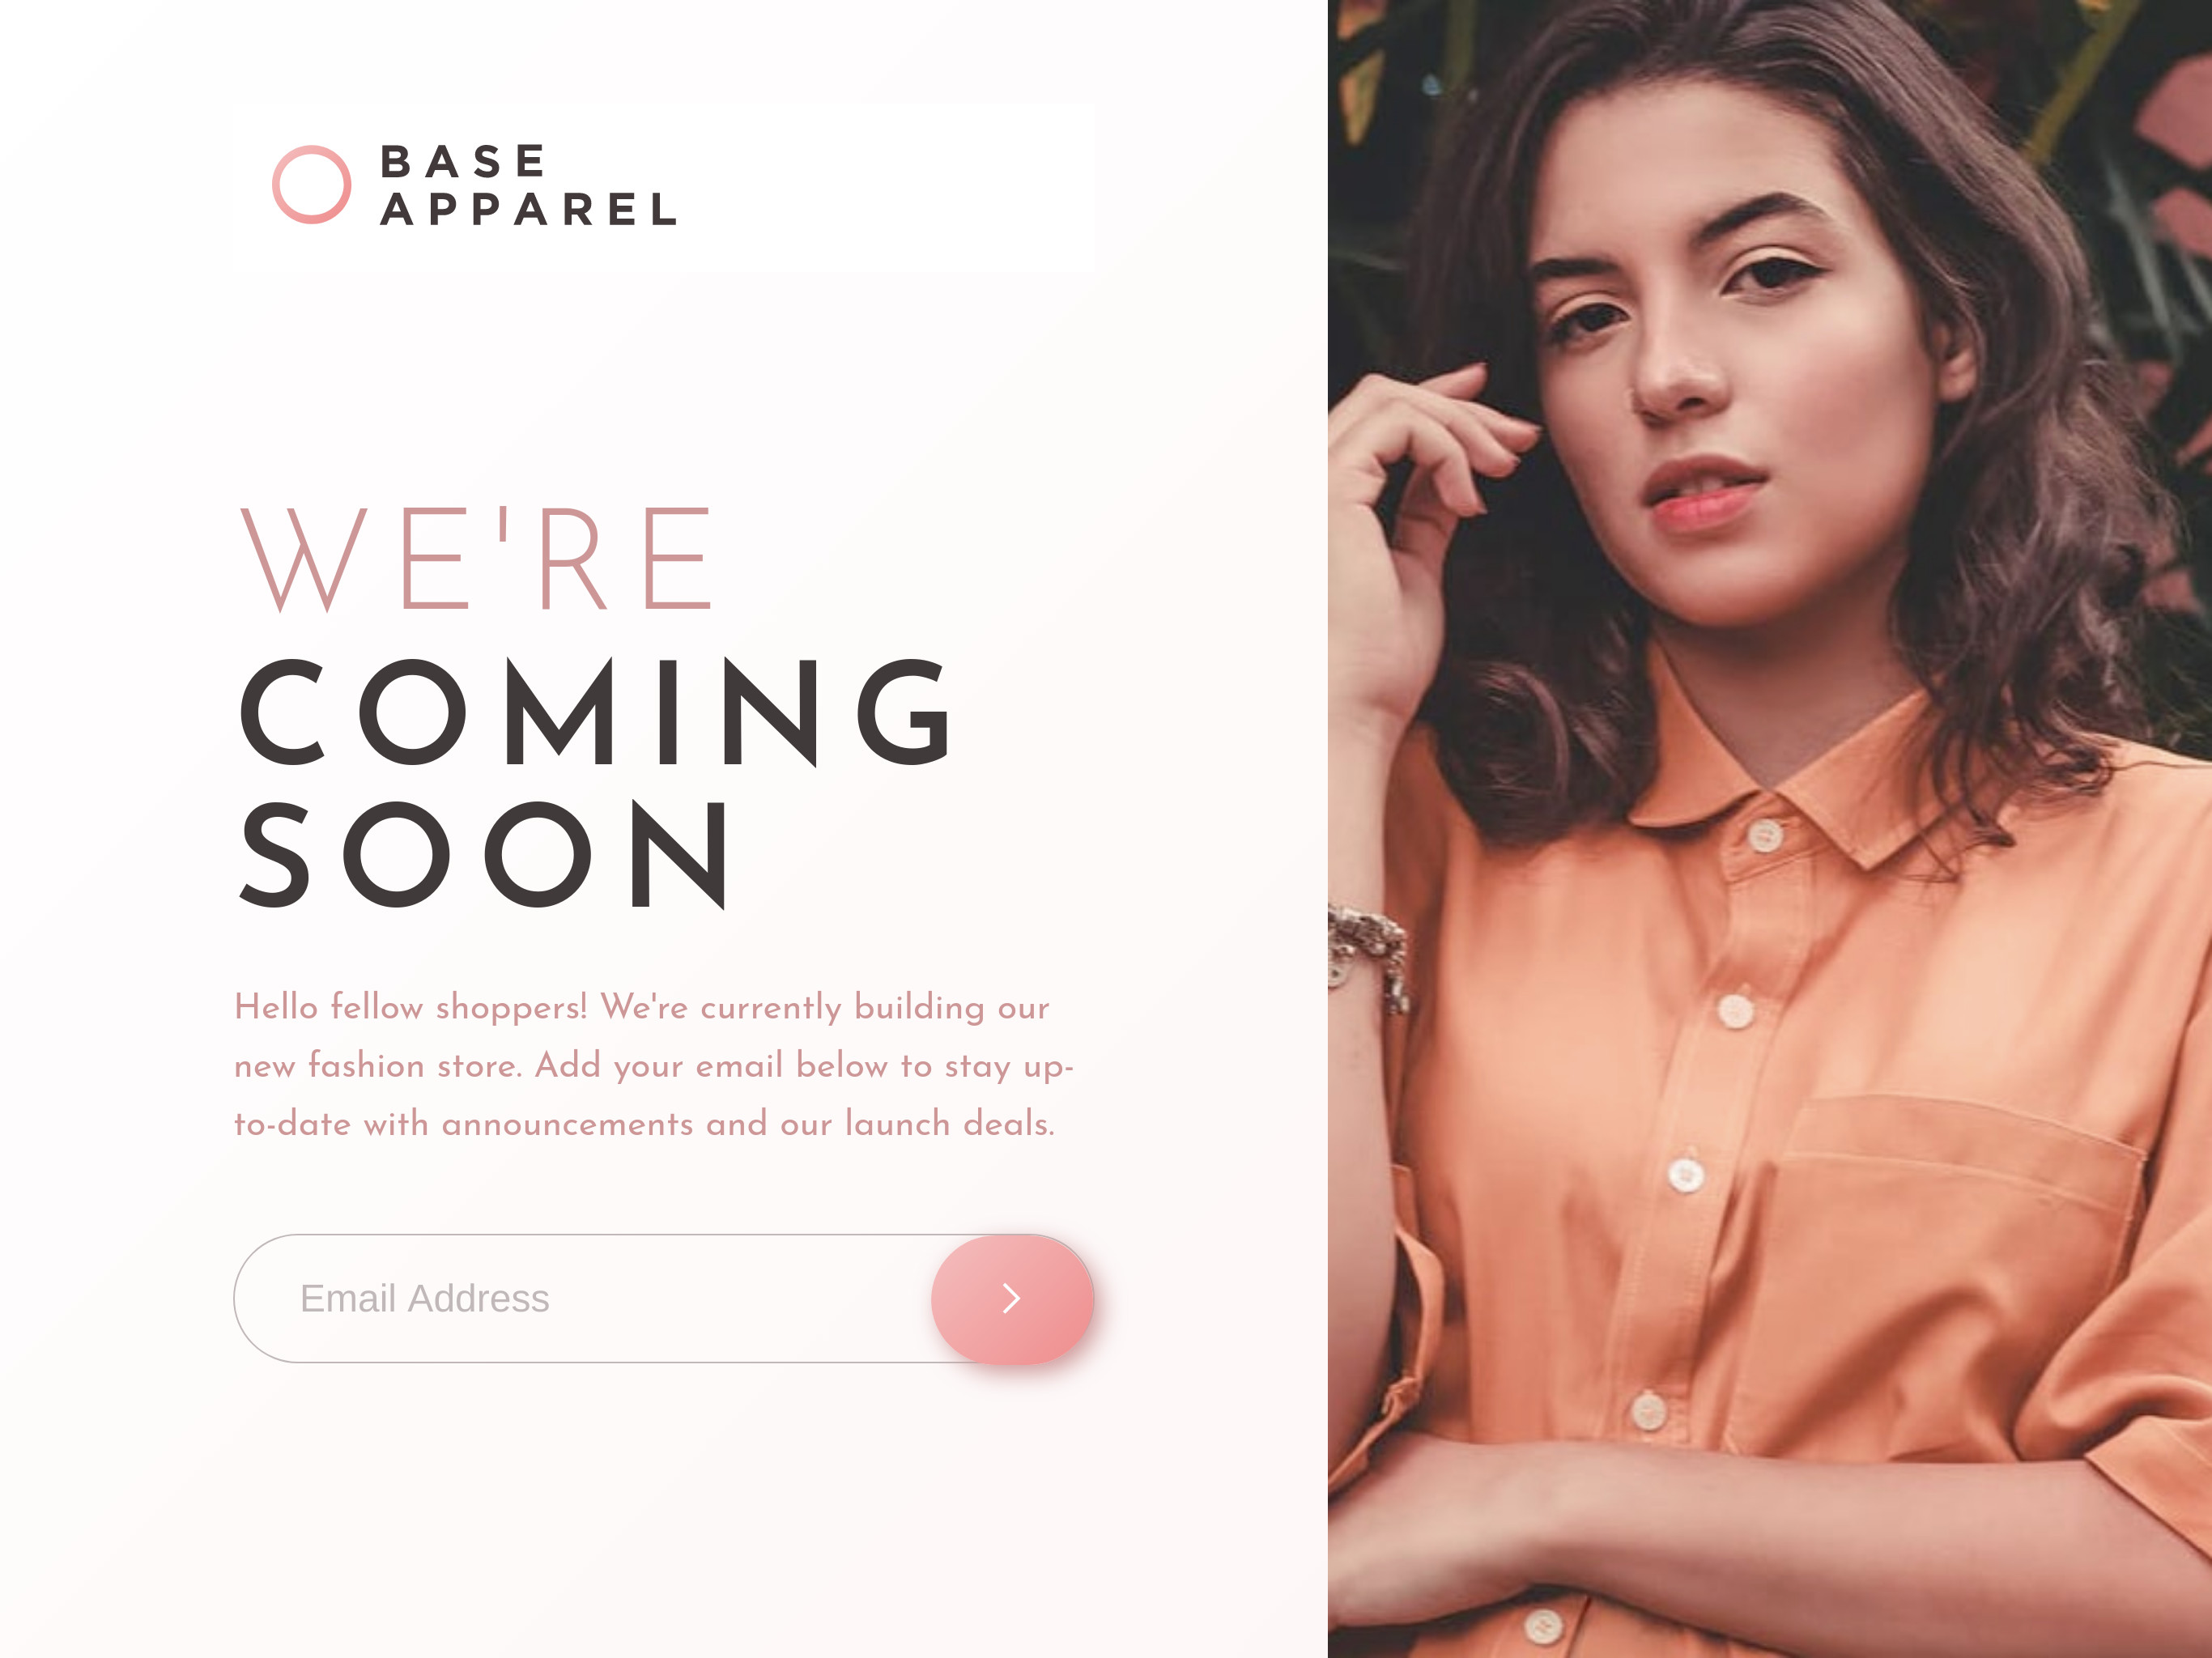 BASE
APPAREL
WE'RE
COMING
SOON
Hello fellow shoppers! We're currently building our
new fashion store. Add your email below to stay up-
to-date with announcements and our launch deals.
Email Address